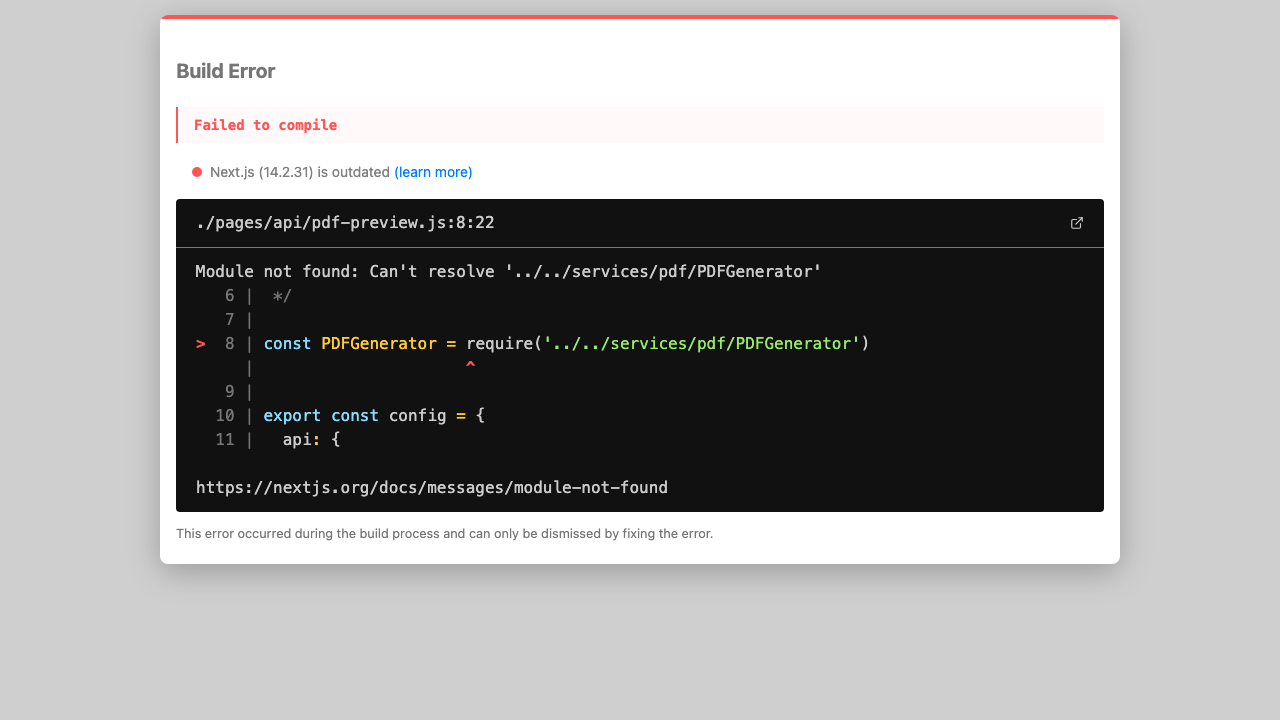 Build Error
Failed to compile
Next.js (14.2.31) is outdated (learn more)
./pages/api/pdf-preview.js:8:22
Module not found: Can't resolve '../../services/pdf/PDFGenerator'
   6 |  */
   7 |
>  8 | const PDFGenerator = require('../../services/pdf/PDFGenerator')
     |                      ^
   9 |
  10 | export const config = {
  11 |   api: {
https://nextjs.org/docs/messages/module-not-found
This error occurred during the build process and can only be dismissed by fixing the error.